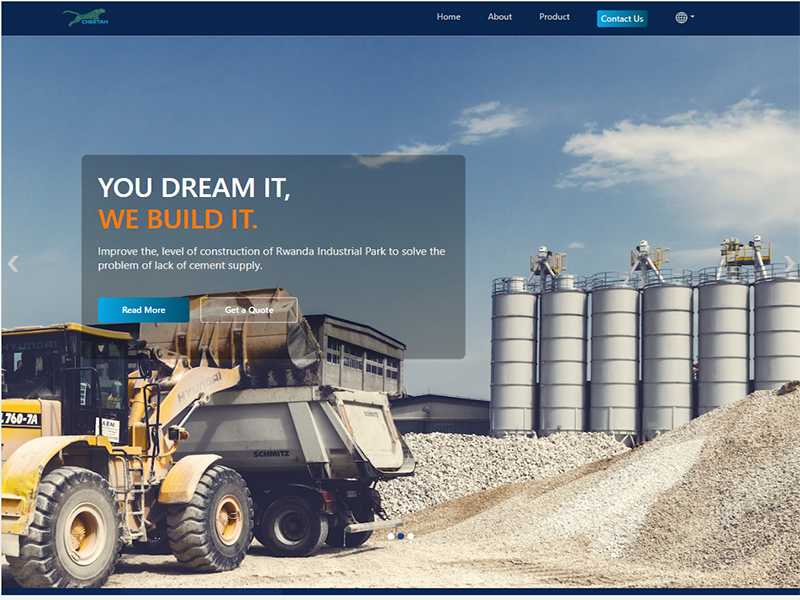 CHEETAH
Home
About
Product
Contact Us
YOU DREAM IT,
WE BUILD IT.
Improve the, level of construction of Rwanda Industrial Park to solve the
problem of lack of cement supply.
Read More
Get a Quote
HYUNDAI
HYUNDAI
760-7A
SCHMITZ